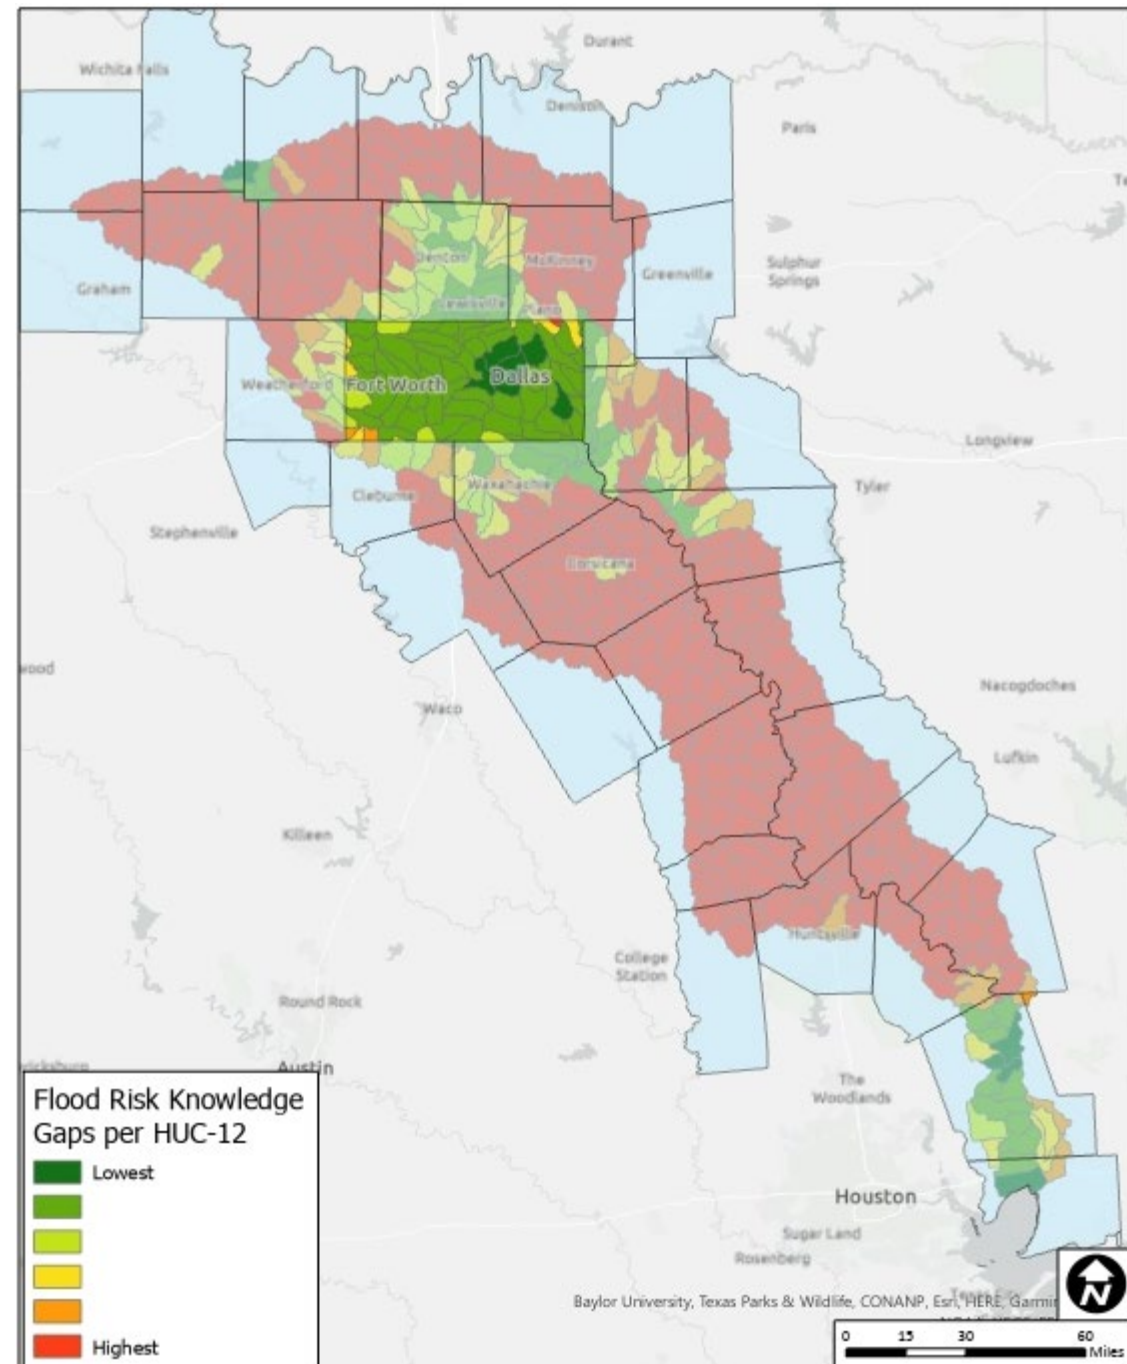 Durant
Wichita Falls
Denison
Paris
Graham
Denton
McKinney
Greenville
Sulphur
Springs
Lewisville
Plano
Weatherford
Fort Worth
Dallas
Longview
Tyler
Cleburne
Waxahachie
Stephenville
Corsicana
Nacogdoches
Waco
Lufkin
Killeen
Huntsville
College
Station
Round Rock
Austin
The
Woodlands
Flood Risk Knowledge
Gaps per HUC-12
Lowest
Highest
Houston
Sugar Land
Rosenberg
Baylor University, Texas Parks & Wildlife, CONANP, Esri, HERE, Garmin
N
0 15 30 60
Miles